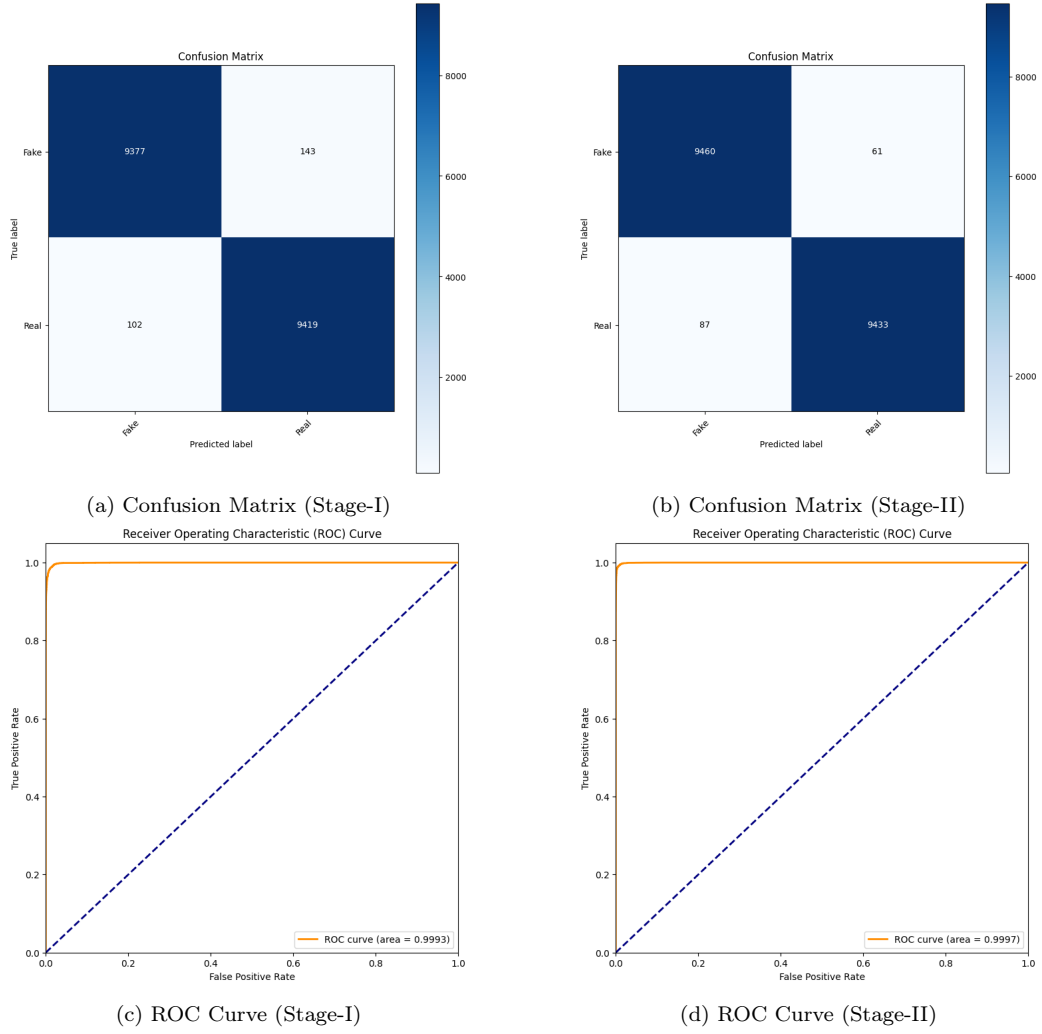 Confusion Matrix
8000
6000
4000
2000
Fake
Real
True label
9377
143
102
9419
Fake
Real
Predicted label
(a) Confusion Matrix (Stage-I)
Confusion Matrix
8000
6000
4000
2000
Fake
Real
True label
9460
61
87
9433
Fake
Real
Predicted label
(b) Confusion Matrix (Stage-II)
Receiver Operating Characteristic (ROC) Curve
1.0
0.8
0.6
0.4
0.2
0.0
True Positive Rate
ROC curve (area = 0.9993)
0.0 0.2 0.4 0.6 0.8 1.0
False Positive Rate
(c) ROC Curve (Stage-I)
Receiver Operating Characteristic (ROC) Curve
1.0
0.8
0.6
0.4
0.2
0.0
True Positive Rate
ROC curve (area = 0.9997)
0.0 0.2 0.4 0.6 0.8 1.0
False Positive Rate
(d) ROC Curve (Stage-II)